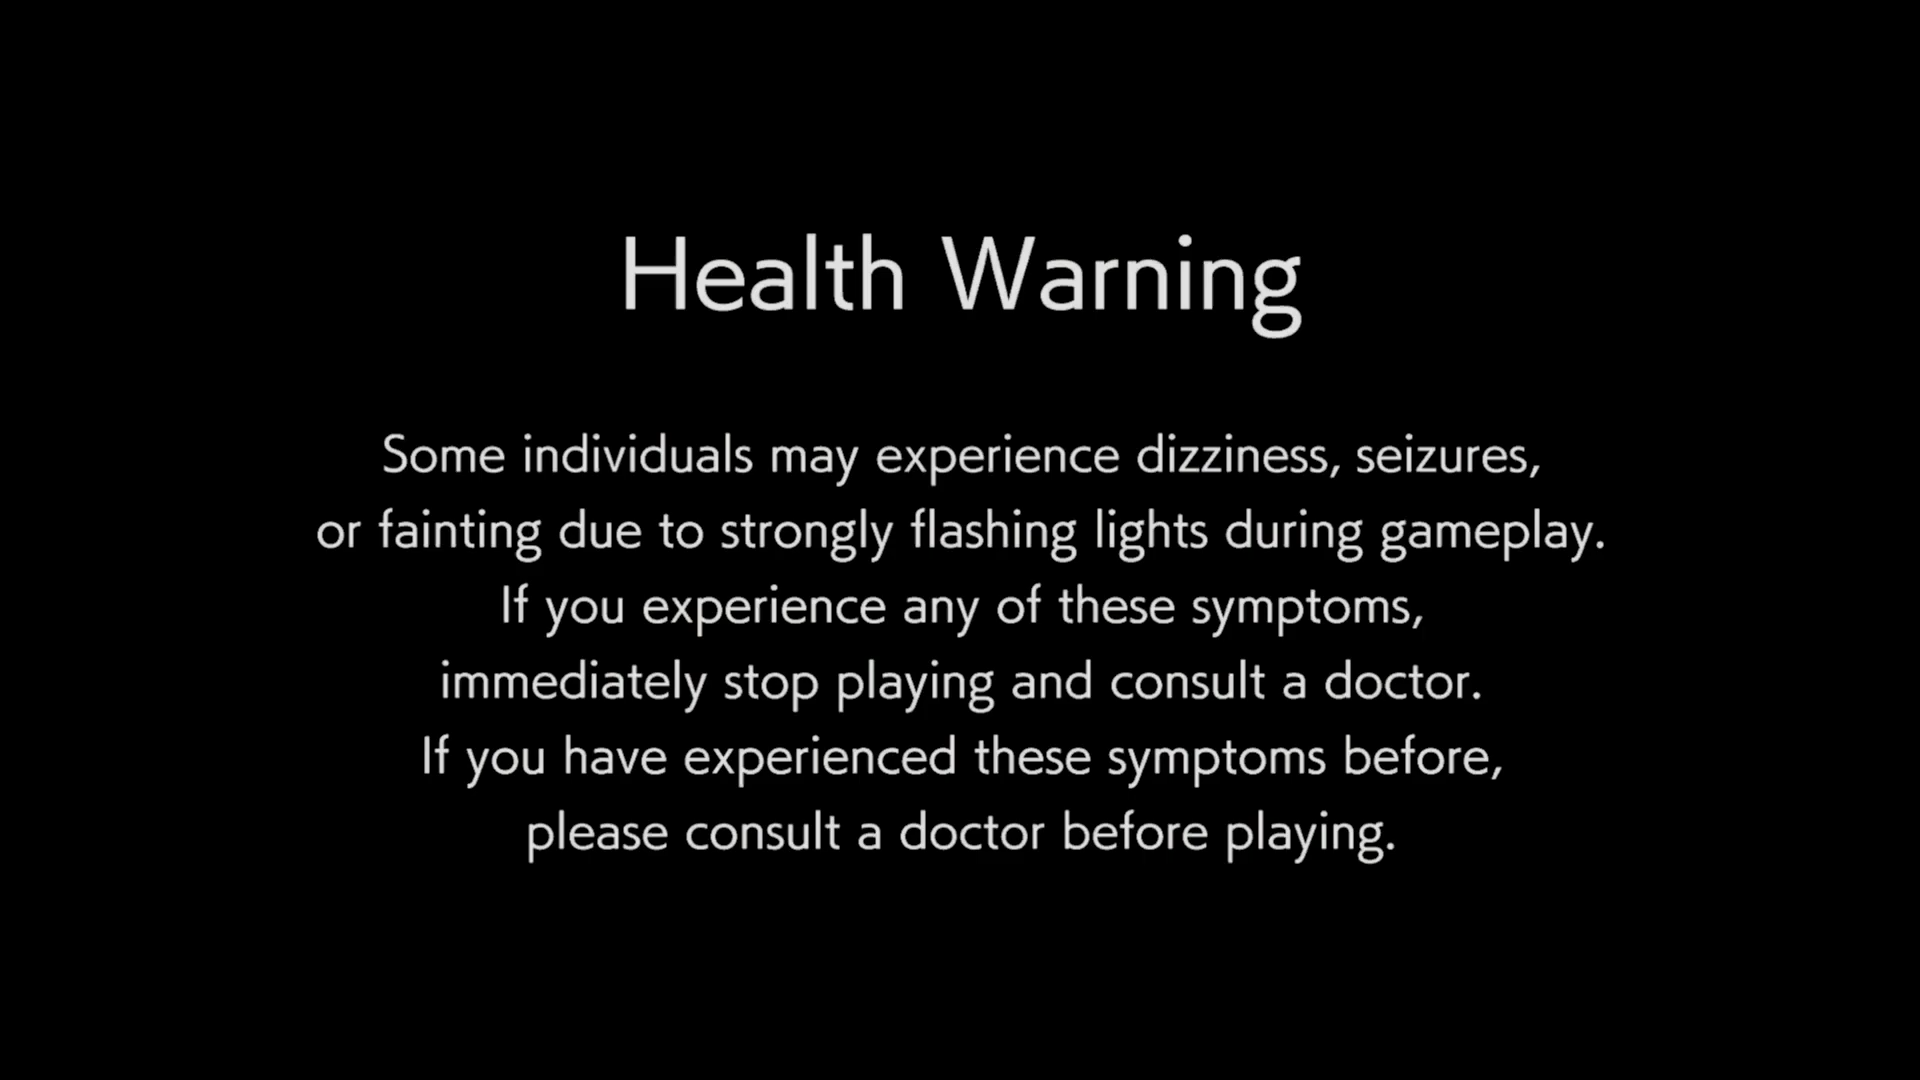 Health Warning
Some individuals may experience dizziness, seizures,
or fainting due to strongly flashing lights during gameplay.
If you experience any of these symptoms,
immediately stop playing and consult a doctor.
If you have experienced these symptoms before,
please consult a doctor before playing.